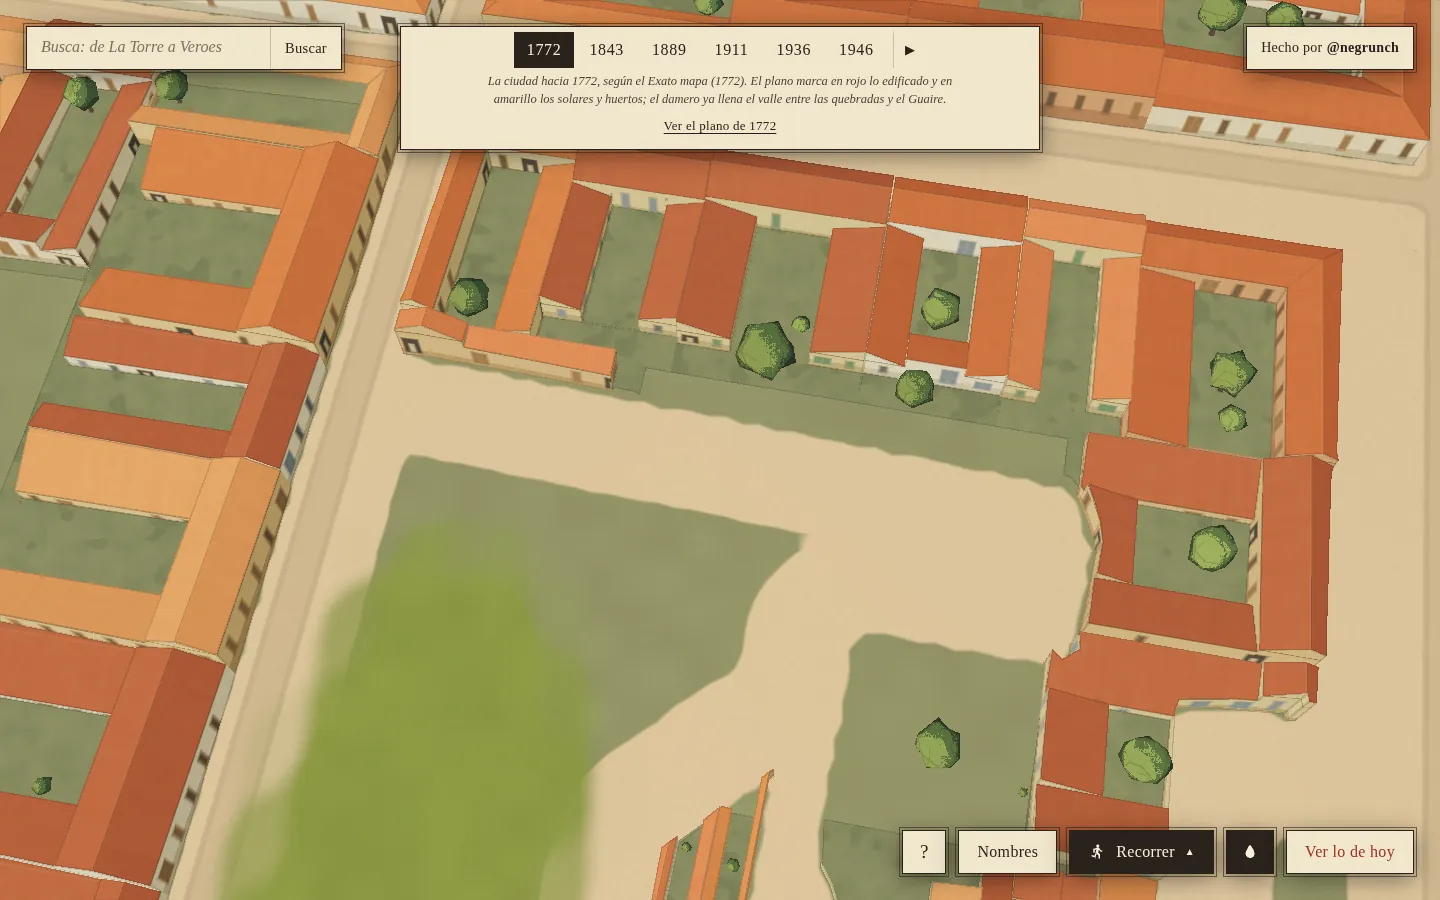 Busca: de La Torre a Veroes
Buscar
1772 1843 1889 1911 1936 1946
La ciudad hacia 1772, según el Exato mapa (1772). El plano marca en rojo lo edificado y en
amarillo los solares y huertos; el damero ya llena el valle entre las quebradas y el Guaire.
Ver el plano de 1772
Hecho por @negrunch
?
Nombres
Recorrer
Ver lo de hoy